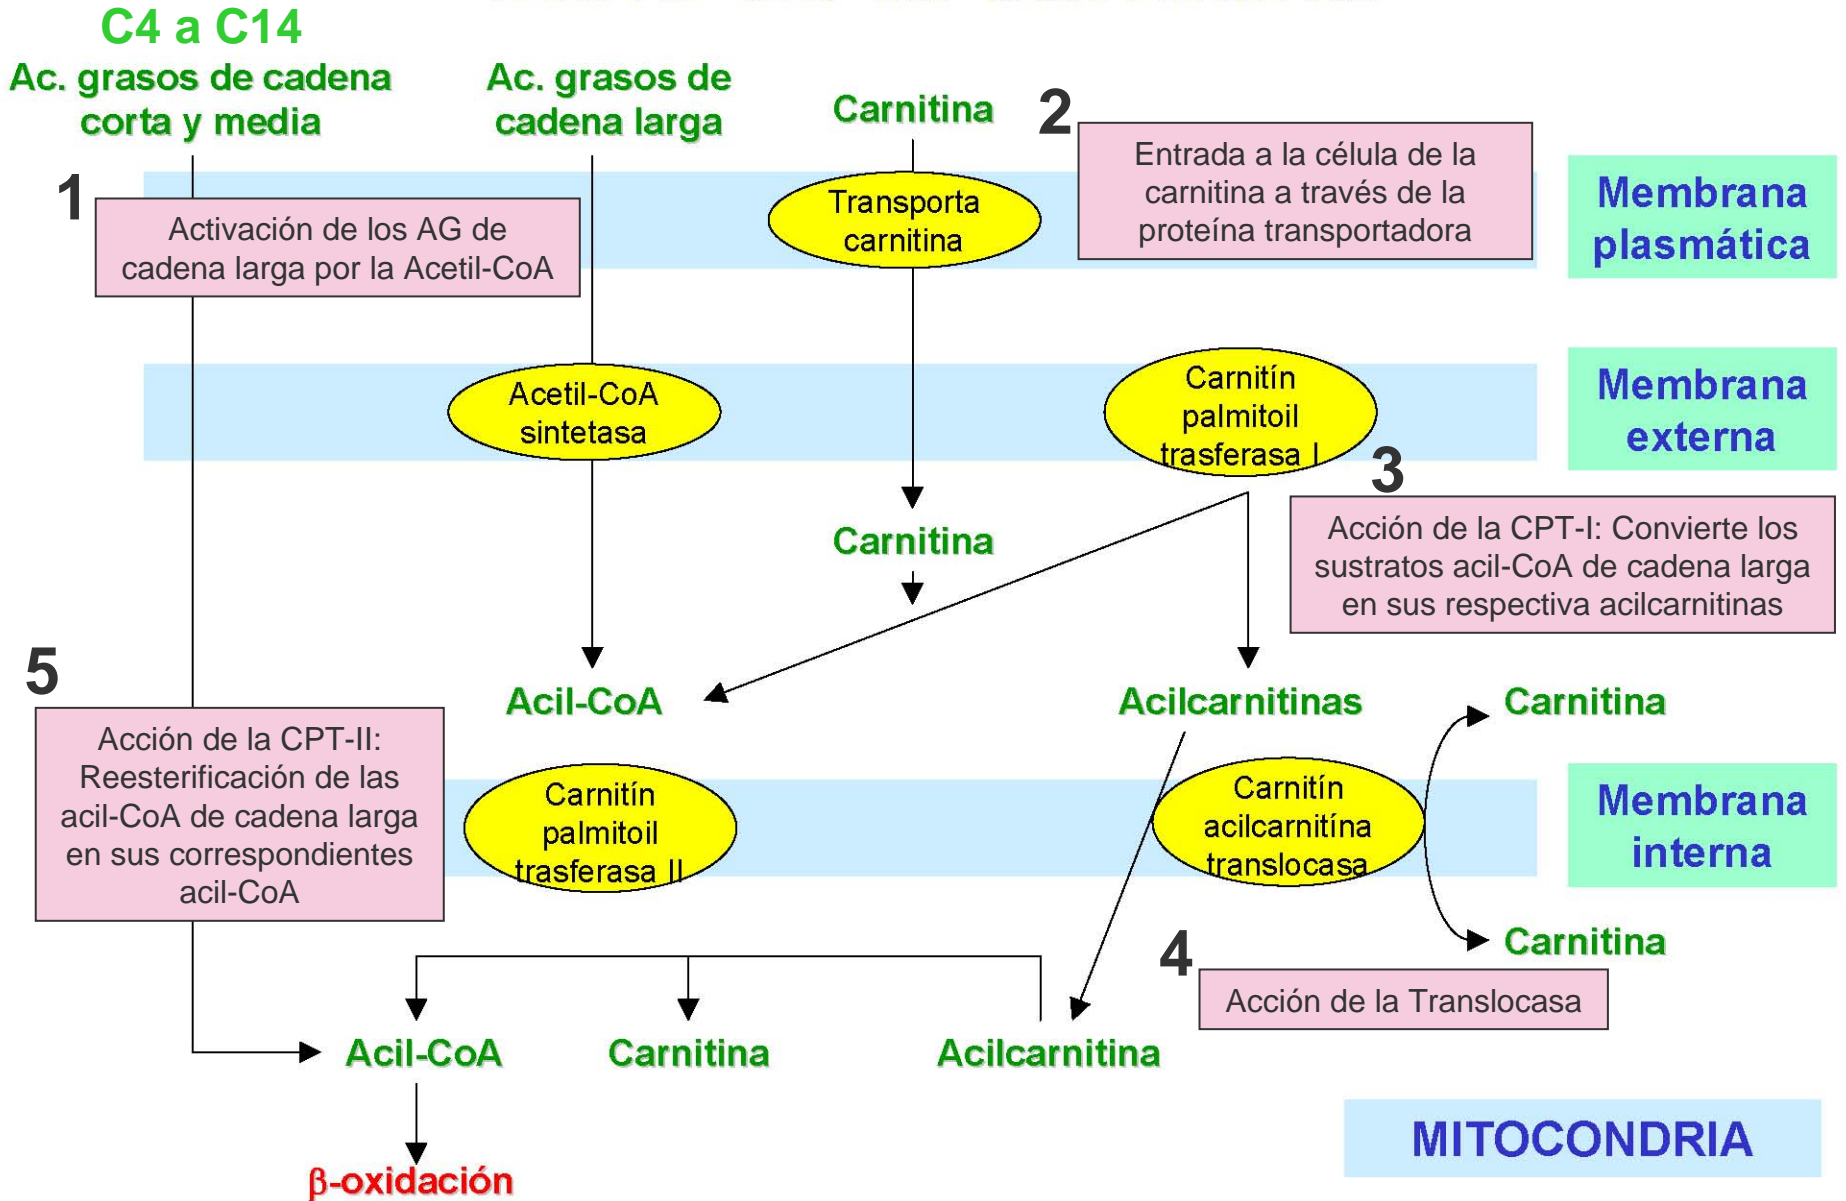 C4 a C14
Ac. grasos de cadena
corta y media
Ac. grasos de
cadena larga
Carnitina
2
Entrada a la célula de la
carnitina a través de la
proteína transportadora
Membrana
plasmática
1
Activación de los AG de
cadena larga por la Acetil-CoA
Transporta
carnitina
Acetil-CoA
sintetasa
Carnitín
palmitoil
trasferasa I
Membrana
externa
3
Acción de la CPT-I: Convierte los
sustratos acil-CoA de cadena larga
en sus respectiva acilcarnitinas
Carnitina
5
Acción de la CPT-II:
Reesterificación de las
acil-CoA de cadena larga
en sus correspondientes
acil-CoA
Acil-CoA
Acilcarnitinas
Carnitina
Carnitín
palmitoil
trasferasa II
Carnitín
acilcarnitína
translocasa
Membrana
interna
Carnitina
4
Acción de la Translocasa
Acil-CoA
Carnitina
Acilcarnitina
β-oxidación
MITOCONDRIA